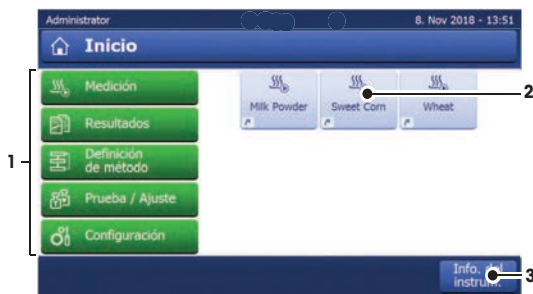 Administrator
8. Nov 2018 - 13:51
Inicio
Medición
Resultados
Definición
de método
Prueba / Ajuste
Configuración
Milk Powder
Sweet Corn
Wheat
Info. del
instrum.
1
2
3